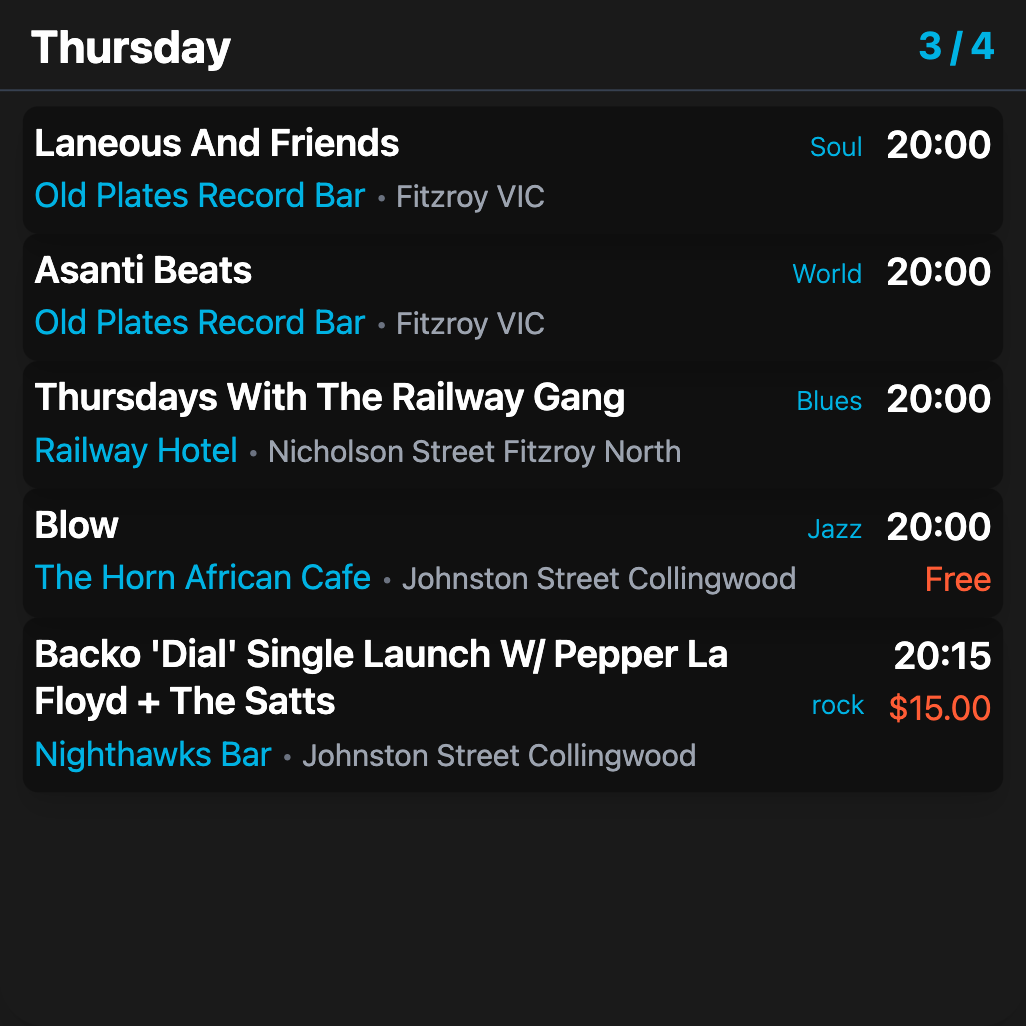 Thursday 3 / 4
Laneous And Friends Soul 20:00
Old Plates Record Bar • Fitzroy VIC
Asanti Beats World 20:00
Old Plates Record Bar • Fitzroy VIC
Thursdays With The Railway Gang Blues 20:00
Railway Hotel • Nicholson Street Fitzroy North
Blow Jazz 20:00
The Horn African Cafe • Johnston Street Collingwood Free
Backo 'Dial' Single Launch W/ Pepper La 20:15
Floyd + The Satts rock $15.00
Nighthawks Bar • Johnston Street Collingwood